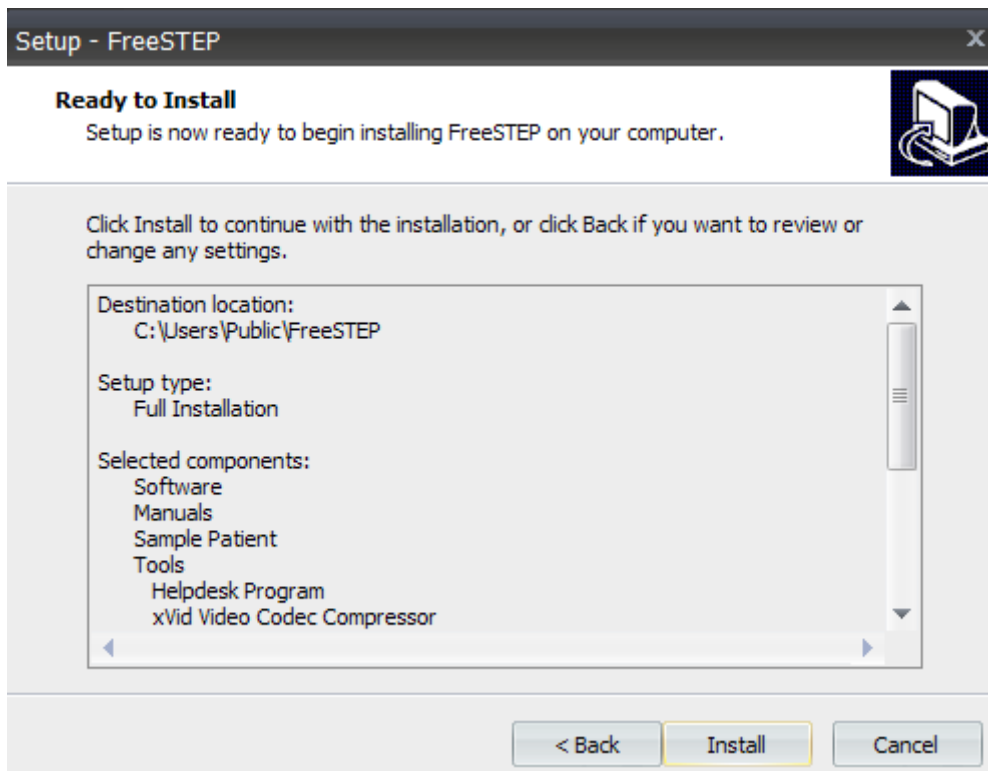 Setup - FreeSTEP
Ready to Install
Setup is now ready to begin installing FreeSTEP on your computer.
Click Install to continue with the installation, or click Back if you want to review or
change any settings.
Destination location:
C:\Users\Public\FreeSTEP
Setup type:
Full Installation
Selected components:
Software
Manuals
Sample Patient
Tools
Helpdesk Program
xVid Video Codec Compressor
< Back Install Cancel